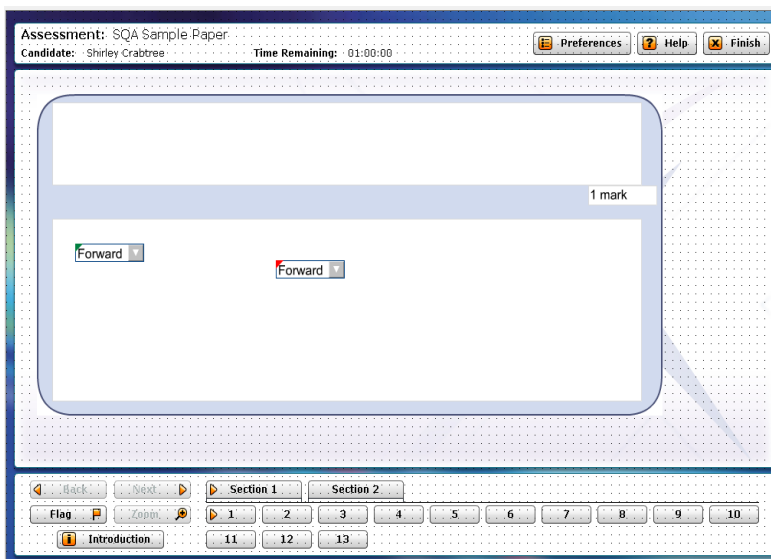 Assessment: SQA Sample Paper
Candidate: Shirley Crabtree Time Remaining: 01:00:00
Preferences Help Finish
1 mark
Forward
Forward
Back Next Section 1 Section 2
Flag Zoom 1 2 3 4 5 6 7 8 9 10
Introduction 11 12 13